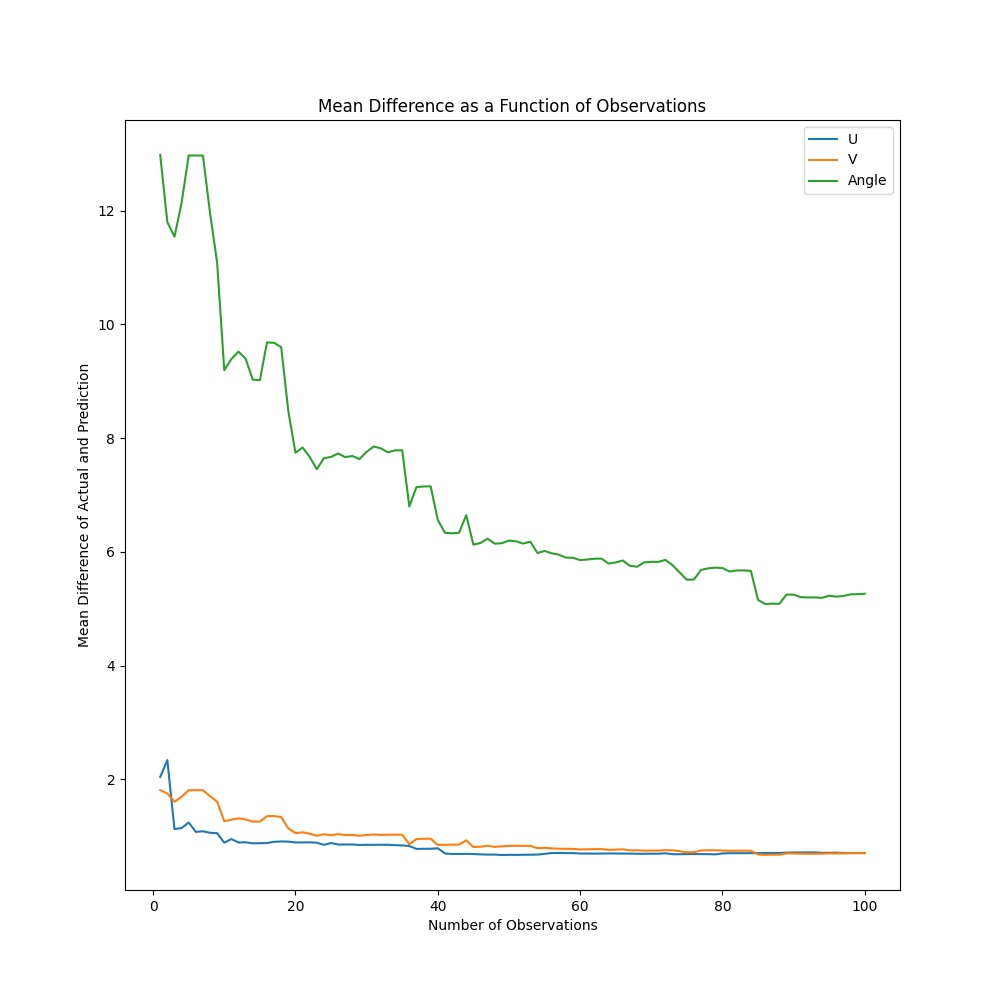 Mean Difference as a Function of Observations
U
V
Angle
12
10
8
6
4
2
Mean Difference of Actual and Prediction
0 20 40 60 80 100
Number of Observations